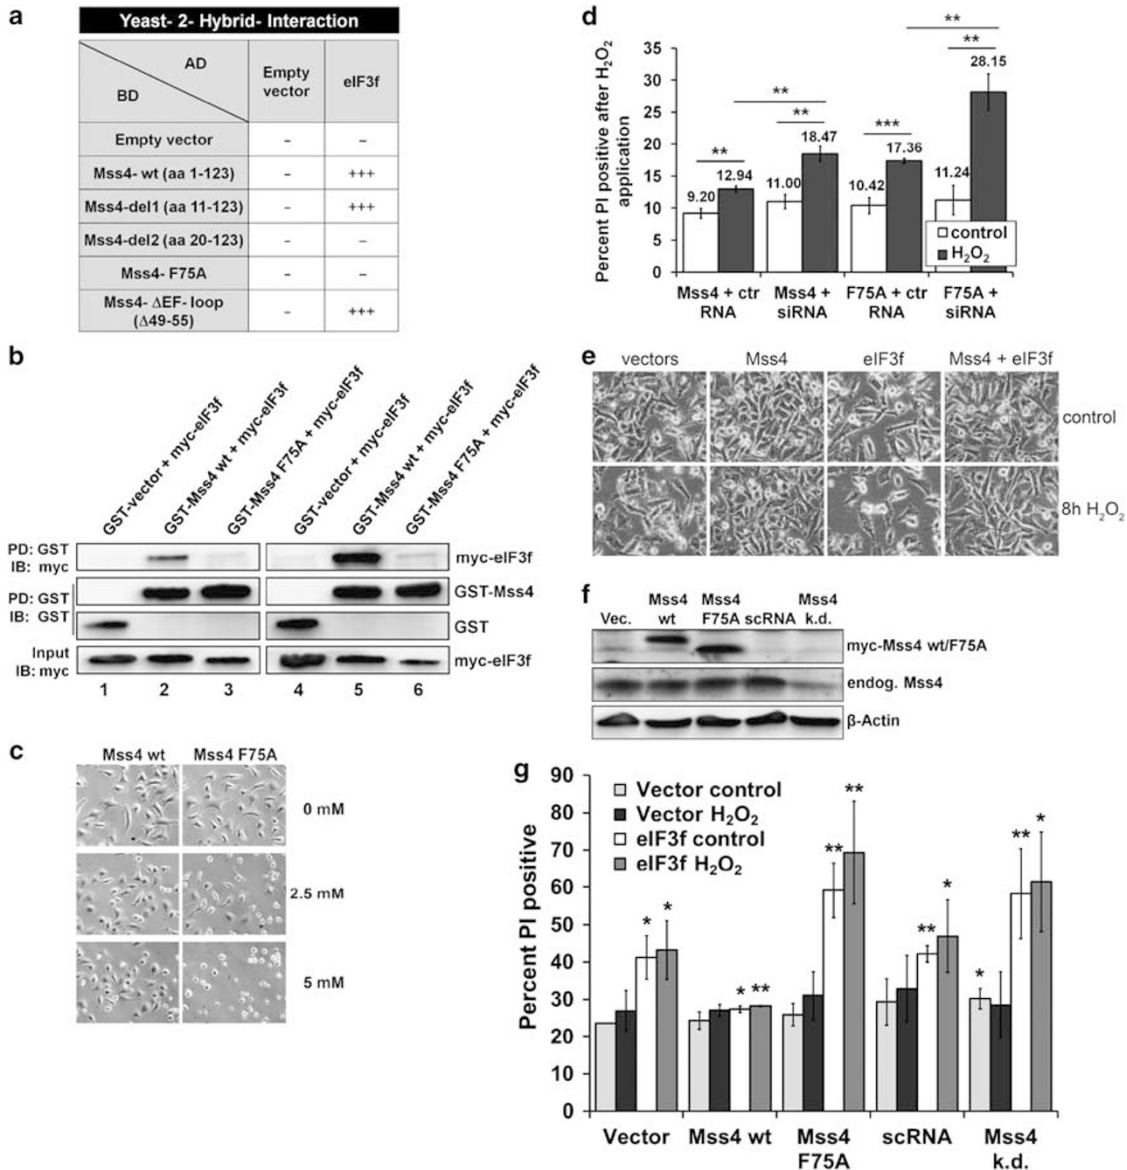 a
Yeast- 2- Hybrid- Interaction
AD
BD
Empty
vector
eIF3f
Empty vector – –
Mss4- wt (aa 1-123) – +++
Mss4-del1 (aa 11-123) – +++
Mss4-del2 (aa 20-123) – –
Mss4- F75A – –
Mss4- ΔEF- loop
(Δ49-55) – +++
b
GST-vector + myc-eIF3f
GST-Mss4 wt + myc-eIF3f
GST-Mss4 F75A + myc-eIF3f
GST-vector + myc-eIF3f
GST-Mss4 wt + myc-eIF3f
GST-Mss4 F75A + myc-eIF3f
PD: GST
IB: myc
myc-eIF3f
PD: GST
IB: GST
GST-Mss4
GST
Input
IB: myc
myc-eIF3f
1 2 3 4 5 6
c
Mss4 wt Mss4 F75A
0 mM
2.5 mM
5 mM
d
Percent PI positive after H₂O₂
application
35
30
25
20
15
10
5
0
**
**
**
**
**
***
9.20
12.94
11.00
18.47
10.42
17.36
11.24
28.15
control
H₂O₂
Mss4 + ctr
RNA
Mss4 +
siRNA
F75A + ctr
RNA
F75A +
siRNA
e
vectors Mss4 eIF3f Mss4 + eIF3f
control
8h H₂O₂
f
Vec.
Mss4
wt
Mss4
F75A
scRNA
Mss4
k.d.
myc-Mss4 wt/F75A
endog. Mss4
β-Actin
g
Percent PI positive
90
80
70
60
50
40
30
20
10
0
Vector control
Vector H₂O₂
eIF3f control
eIF3f H₂O₂
* *
* **
** **
** *
* ** *
Vector
Mss4 wt
Mss4
F75A
scRNA
Mss4
k.d.